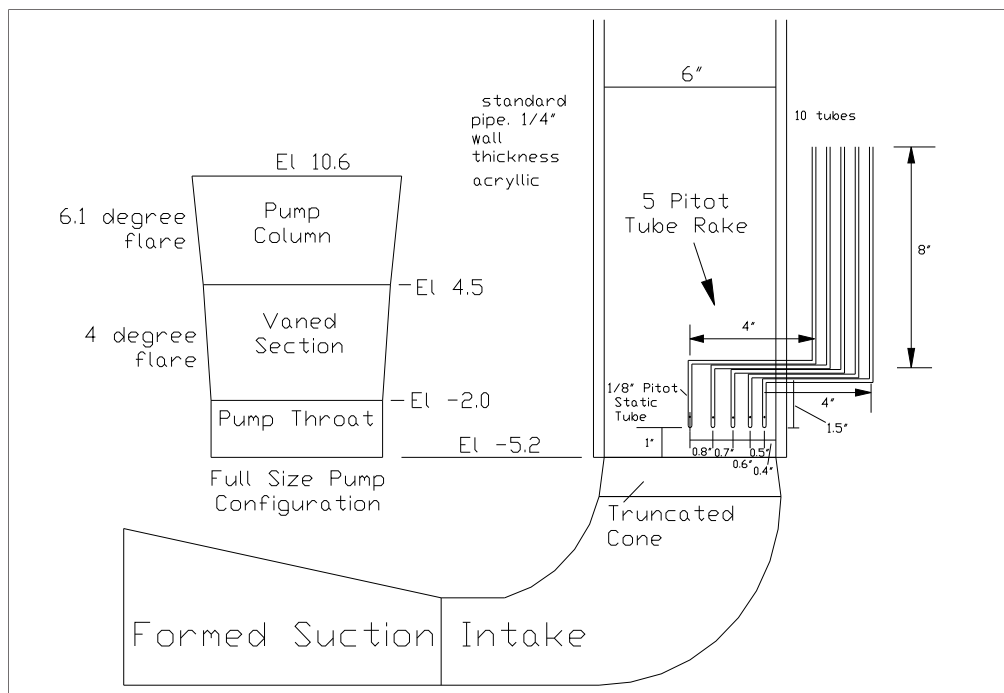 El 10.6
6.1 degree
flare
Pump
Column
El 4.5
4 degree
flare
Vaned
Section
El -2.0
Pump Throat
El -5.2
Full Size Pump
Configuration
standard
pipe. 1/4"
wall
thickness
acryllic
6"
10 tubes
5 Pitot
Tube Rake
8"
4"
1/8" Pitot
Static
Tube
4"
1.5"
1"
0.8"
0.7"
0.6"
0.5"
0.4"
Truncated
Cone
Formed Suction Intake